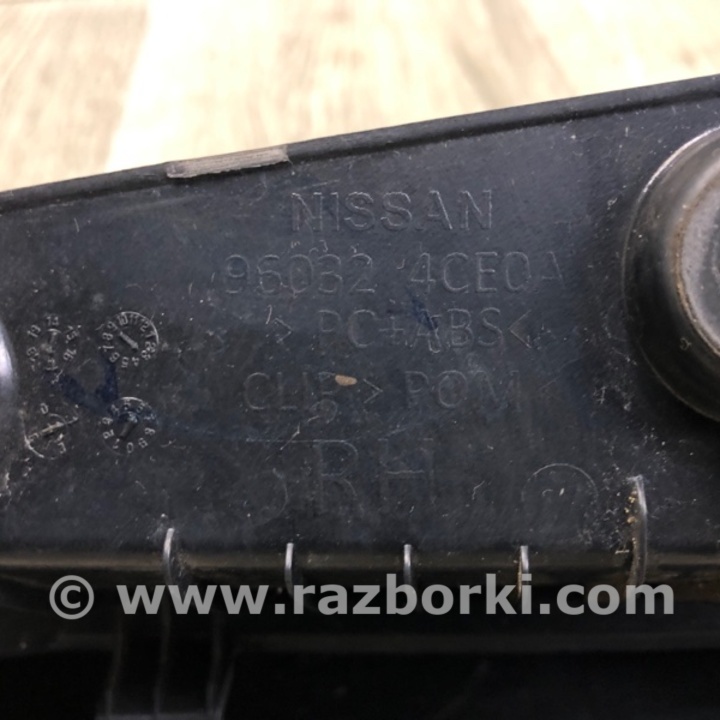 NISSAN
96032 4CE0A
> PC+ABS<
CLIP > POM <
RH
© www.razborki.com